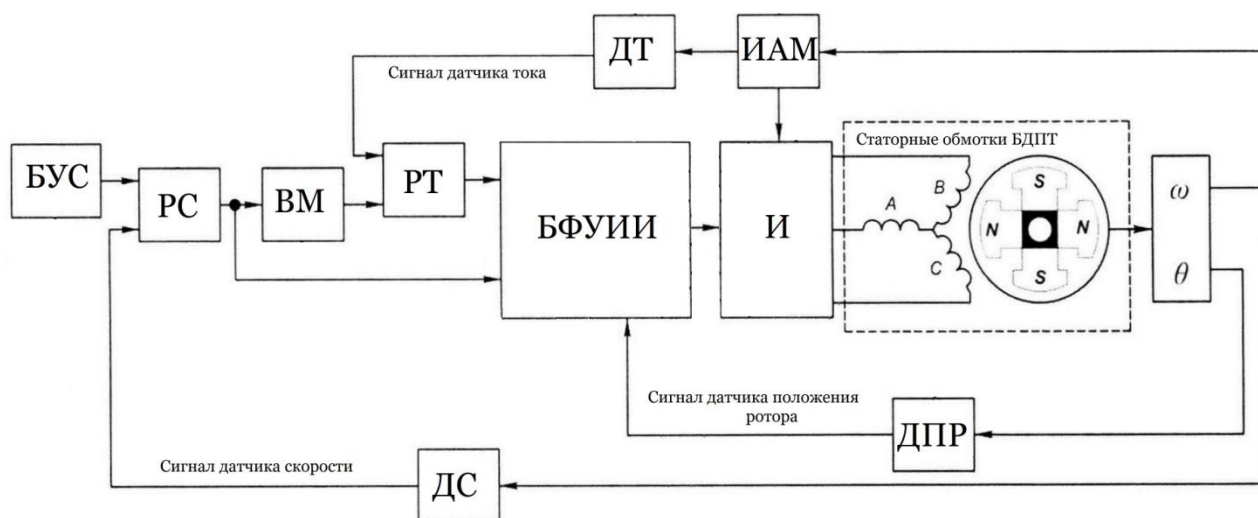 ДТ
ИАМ
Сигнал датчика тока
Статорные обмотки БДПТ
БУС
РС
ВМ
РТ
БФУИИ
И
A
B
C
S
N
N
S
ω
θ
Сигнал датчика положения
ротора
ДПР
Сигнал датчика скорости
ДС